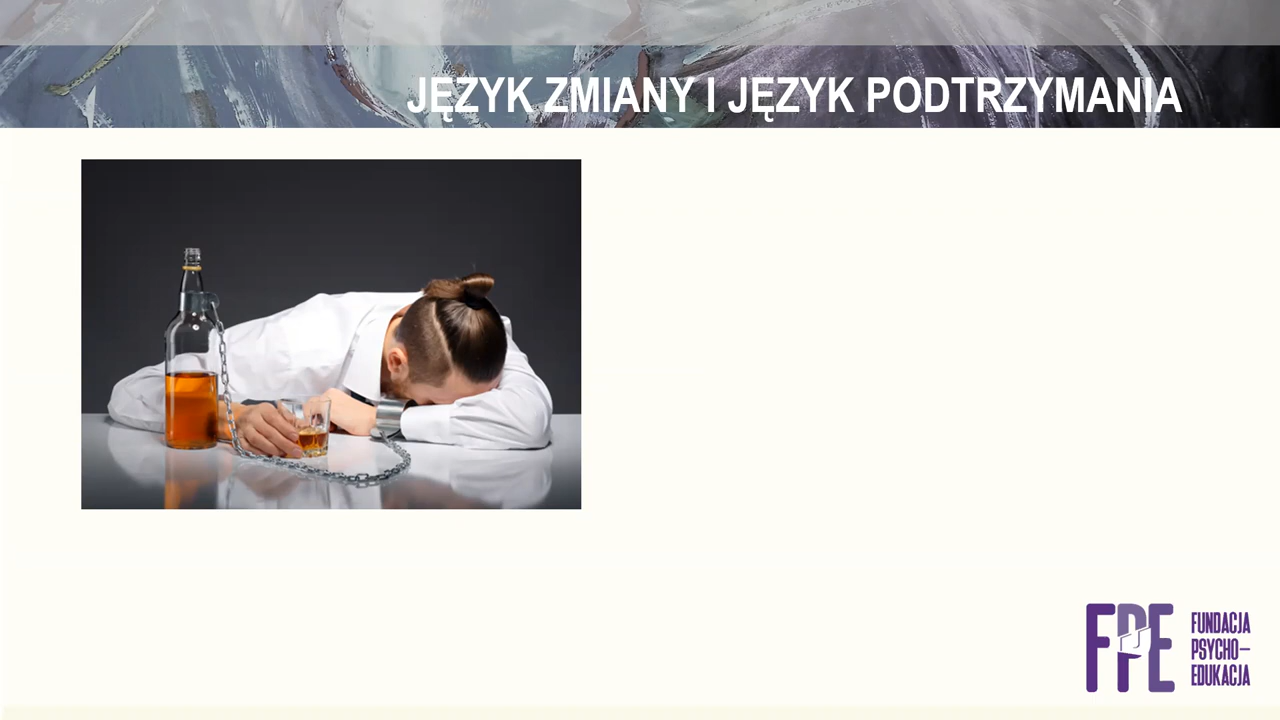 JĘZYK ZMIANY I JĘZYK PODTRZYMANIA
FPE
FUNDACJA
PSYCHO–
EDUKACJA